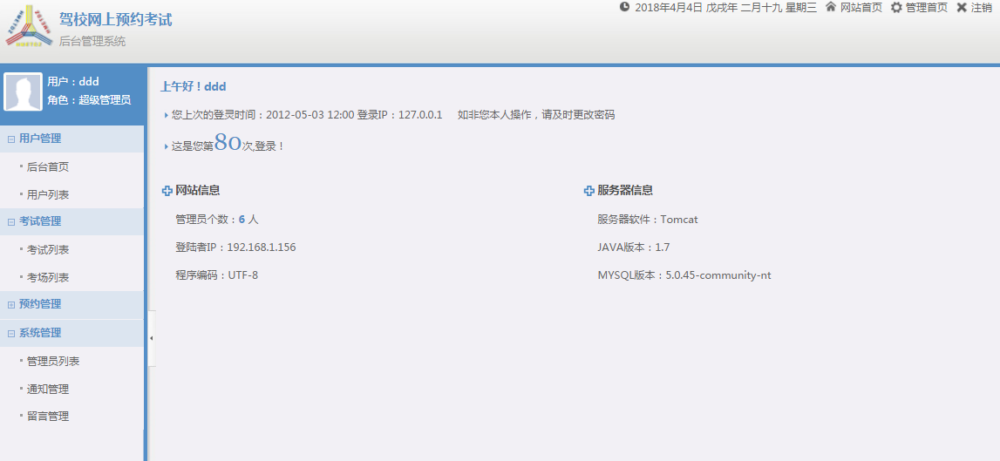 驾校网上预约考试
后台管理系统
2018年4月4日 戊戌年 二月十九 星期三 网站首页 管理首页 注销
用户：ddd
角色：超级管理员
用户管理
后台首页
用户列表
考试管理
考试列表
考场列表
预约管理
系统管理
管理员列表
通知管理
留言管理
上午好！ddd
您上次的登灵时间：2012-05-03 12:00 登录IP：127.0.0.1 如非您本人操作，请及时更改密码
这是您第80次,登录！
网站信息
管理员个数：6 人
登陆者IP：192.168.1.156
程序编码：UTF-8
服务器信息
服务器软件：Tomcat
JAVA版本：1.7
MYSQL版本：5.0.45-community-nt